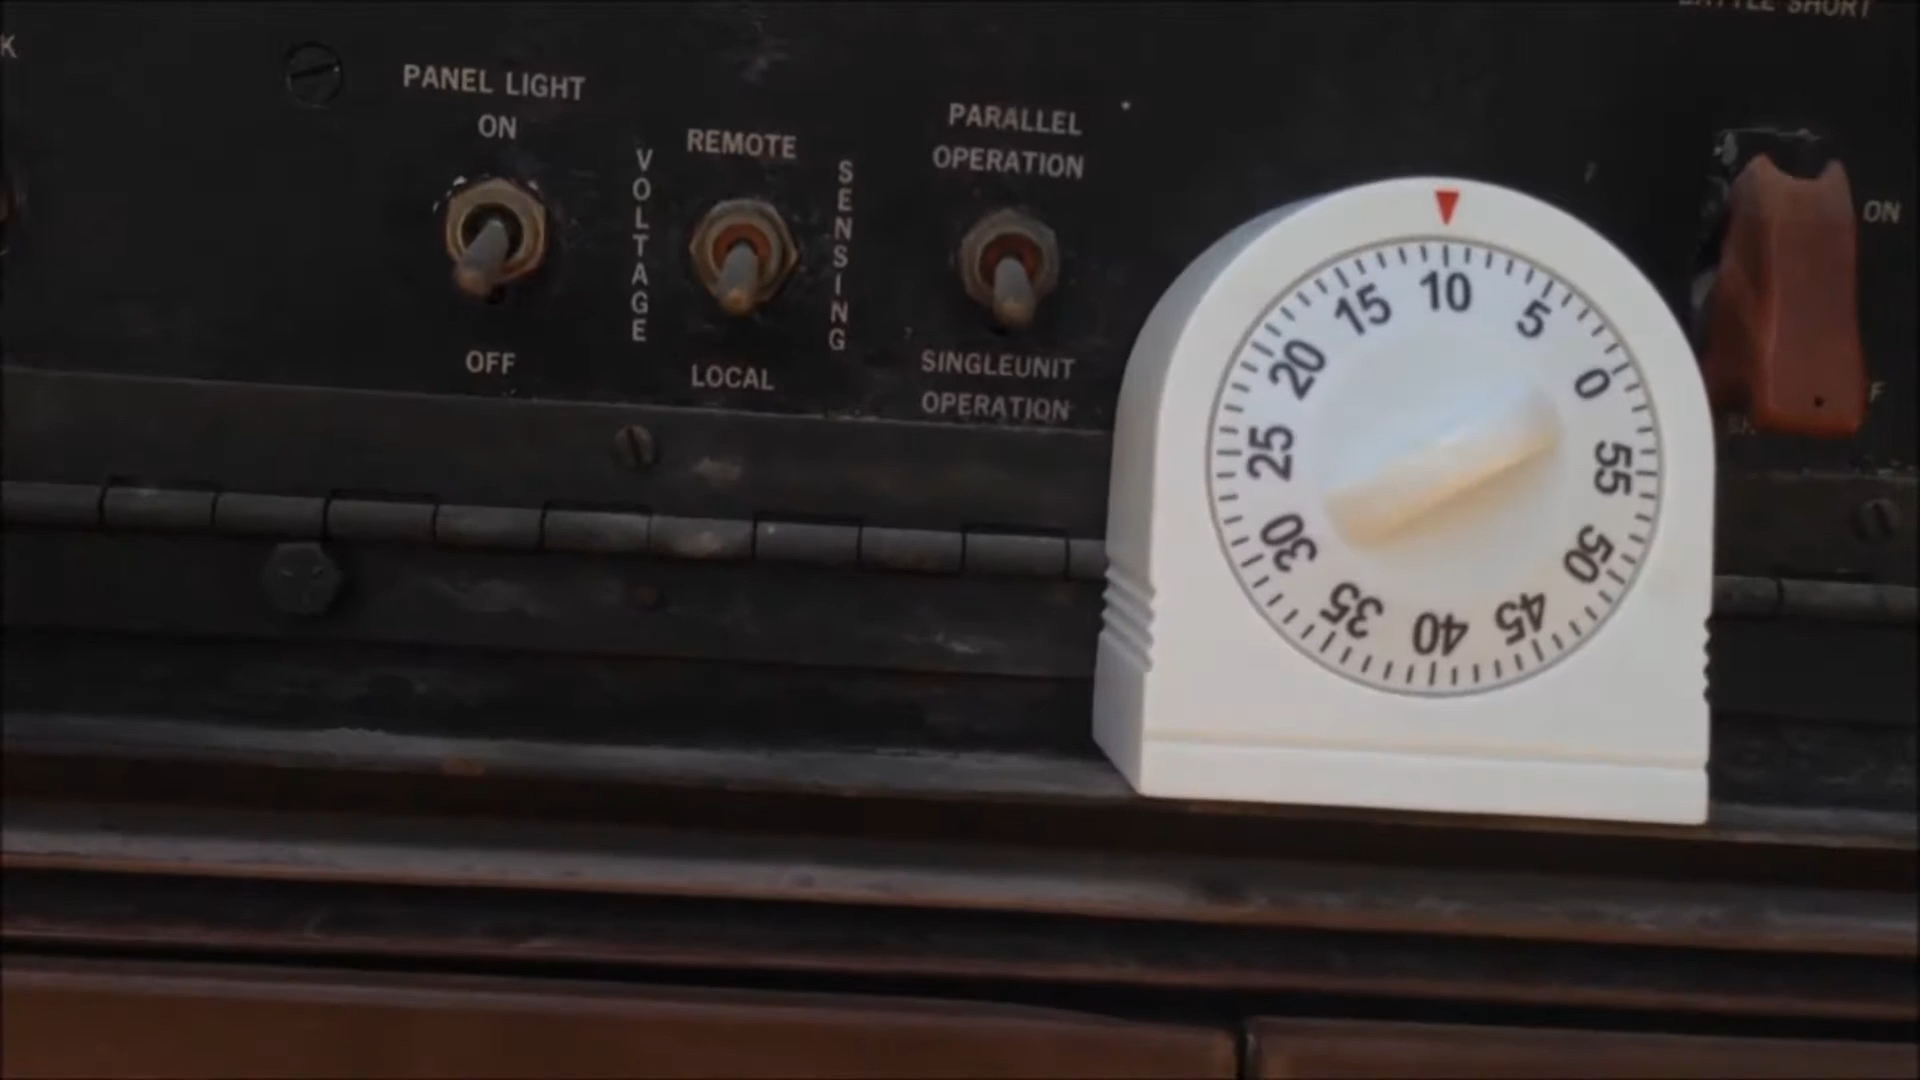 K
PANEL LIGHT
ON
OFF
VOLTAGE
REMOTE
LOCAL
SENSING
PARALLEL
OPERATION
SINGLEUNIT
OPERATION
SHORT
ON
F
10
5
0
55
50
45
40
35
30
25
20
15